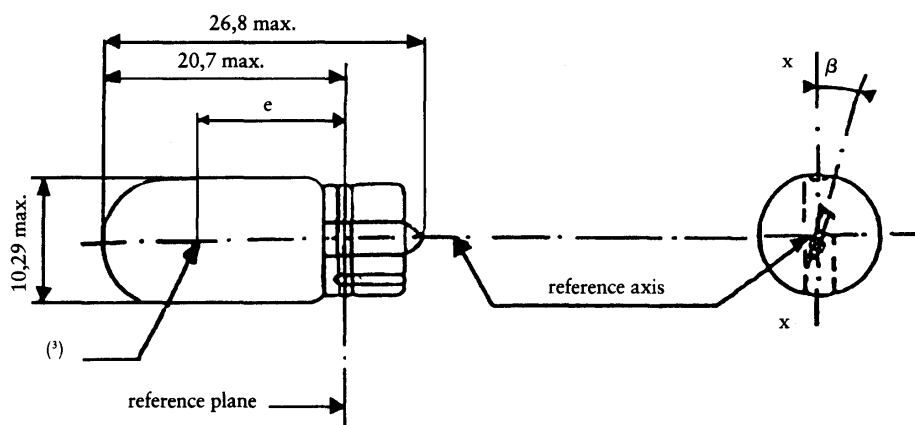 26,8 max.
20,7 max.
e
x
β
10,29 max.
reference axis
(³)
x
reference plane